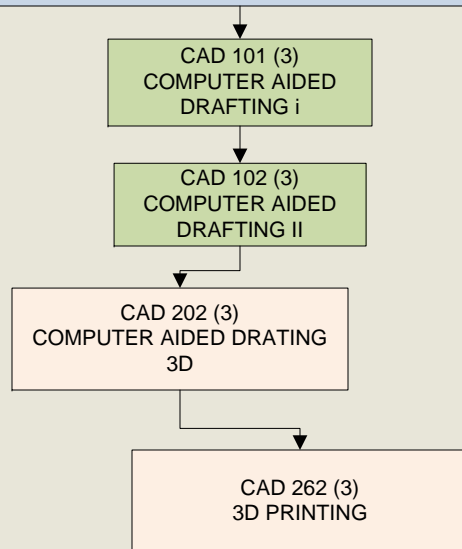 CAD 101 (3)
COMPUTER AIDED
DRAFTING i
CAD 102 (3)
COMPUTER AIDED
DRAFTING II
CAD 202 (3)
COMPUTER AIDED DRATING
3D
CAD 262 (3)
3D PRINTING